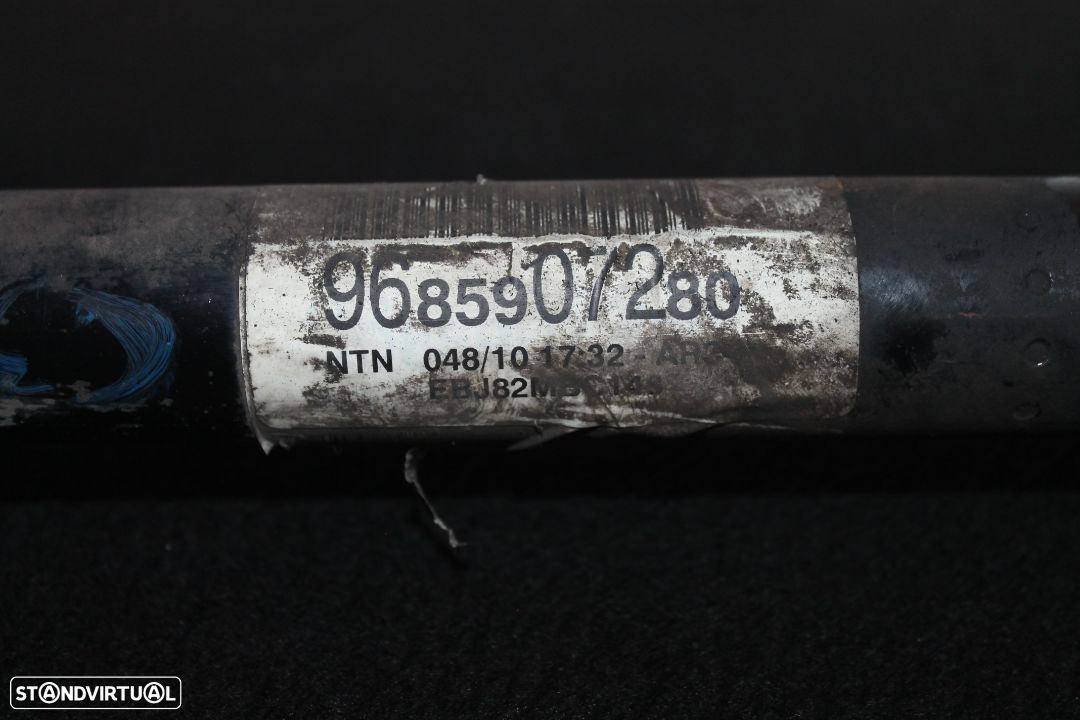 9685907280
NTN 048/10 17:32 -
STANDVIRTUAL